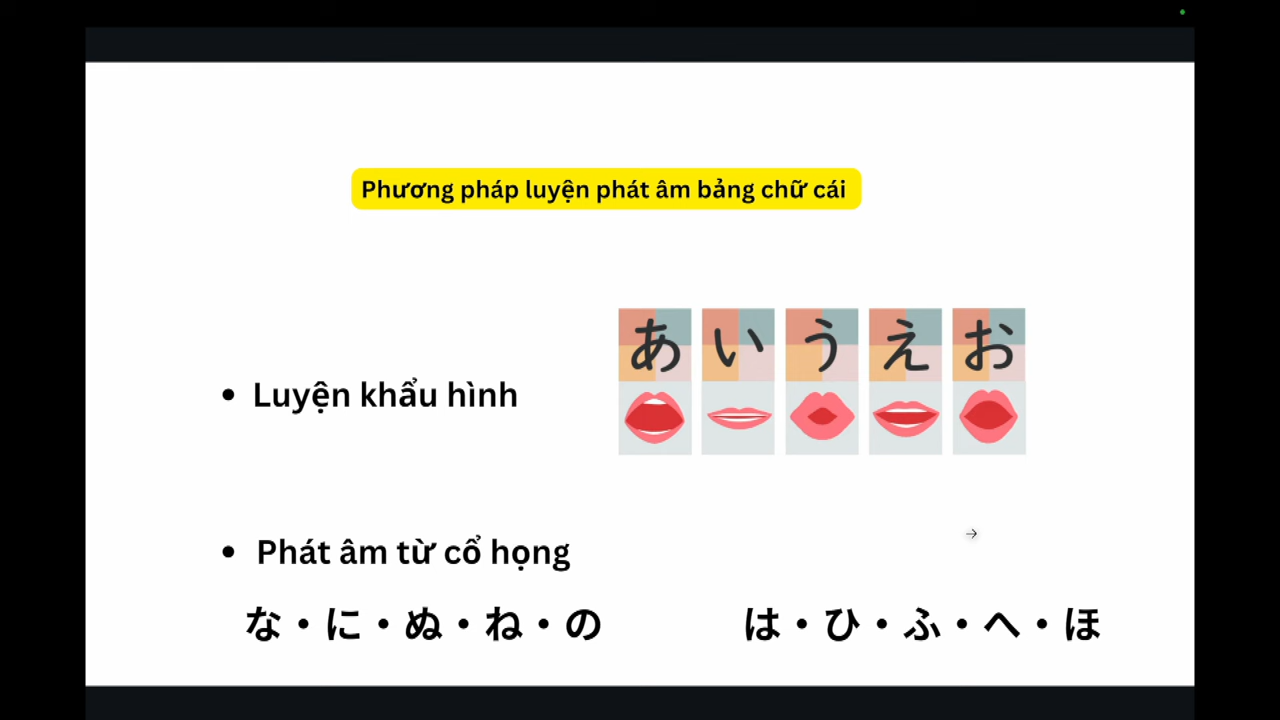 Phương pháp luyện phát âm bảng chữ cái
あ い う え お
• Luyện khẩu hình
• Phát âm từ cổ họng
な・に・ぬ・ね・の
は・ひ・ふ・へ・ほ